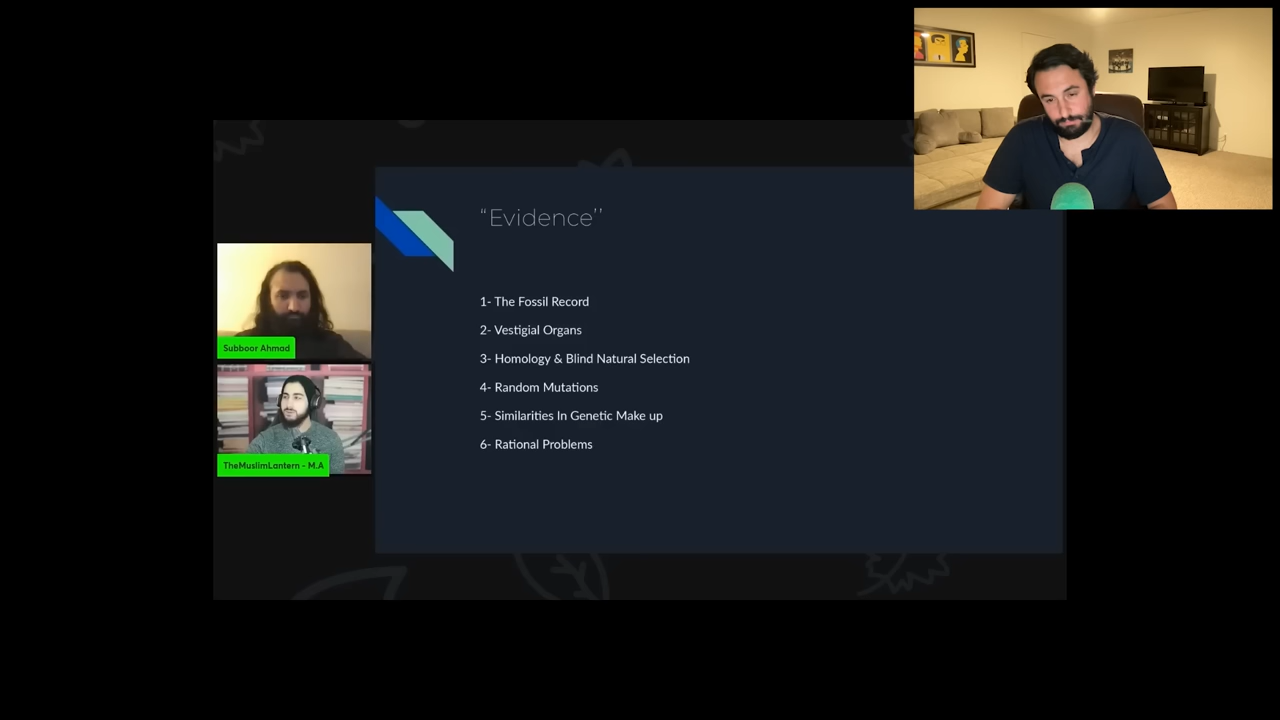 “Evidence’’
1- The Fossil Record
2- Vestigial Organs
3- Homology & Blind Natural Selection
4- Random Mutations
5- Similarities In Genetic Make up
6- Rational Problems
Subboor Ahmad
TheMuslimLantern - M.A